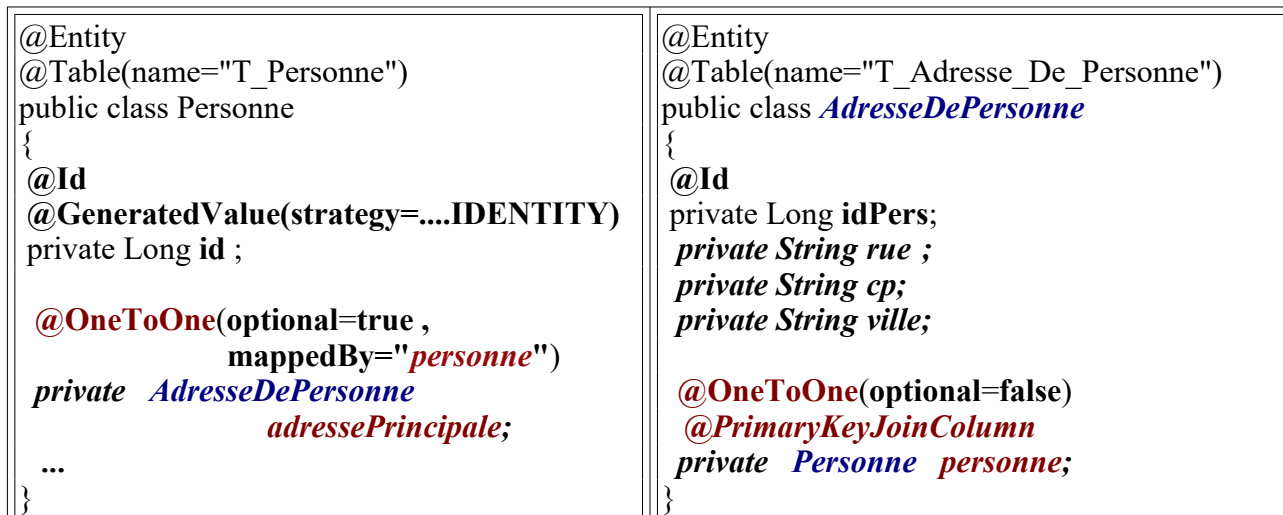 @Entity
@Table(name="T_Personne")
public class Personne
{
@Id
@GeneratedValue(strategy=....IDENTITY)
private Long id ;
@OneToOne(optional=true ,
mappedBy="personne")
private AdresseDePersonne
adressePrincipale;
...
}
@Entity
@Table(name="T_Adresse_De_Personne")
public class AdresseDePersonne
{
@Id
private Long idPers;
private String rue ;
private String cp;
private String ville;
@OneToOne(optional=false)
@PrimaryKeyJoinColumn
private Personne personne;
}